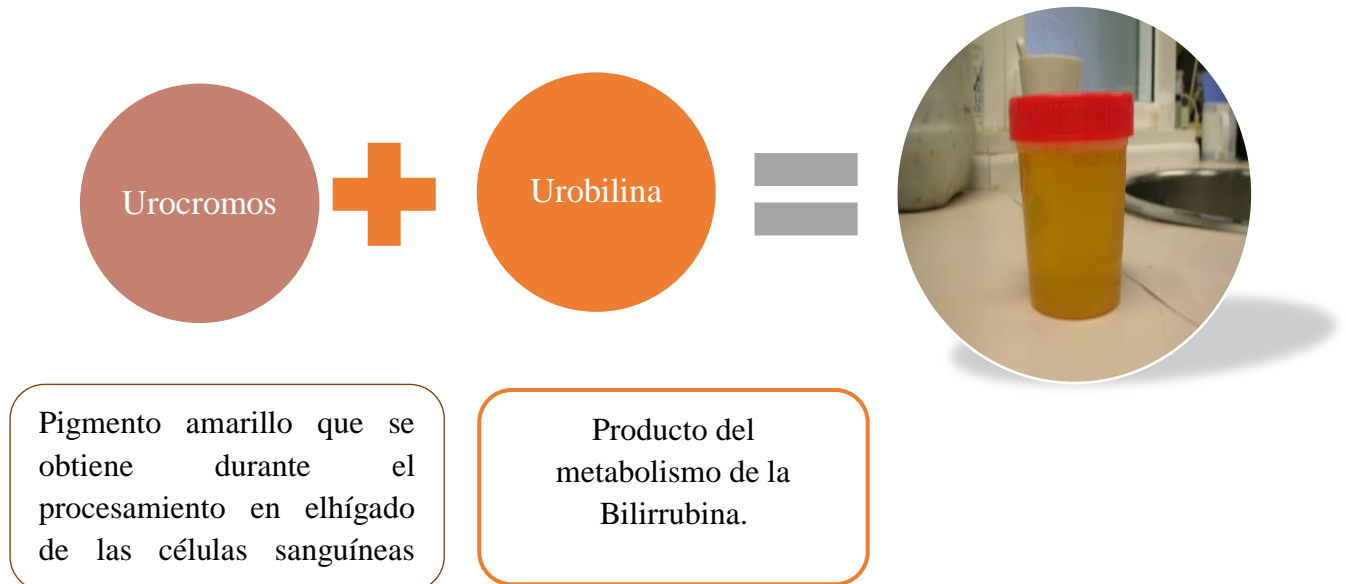 Urocromos
Urobilina
Pigmento amarillo que se
obtiene durante el
procesamiento en elhígado
de las células sanguíneas
Producto del
metabolismo de la
Bilirrubina.